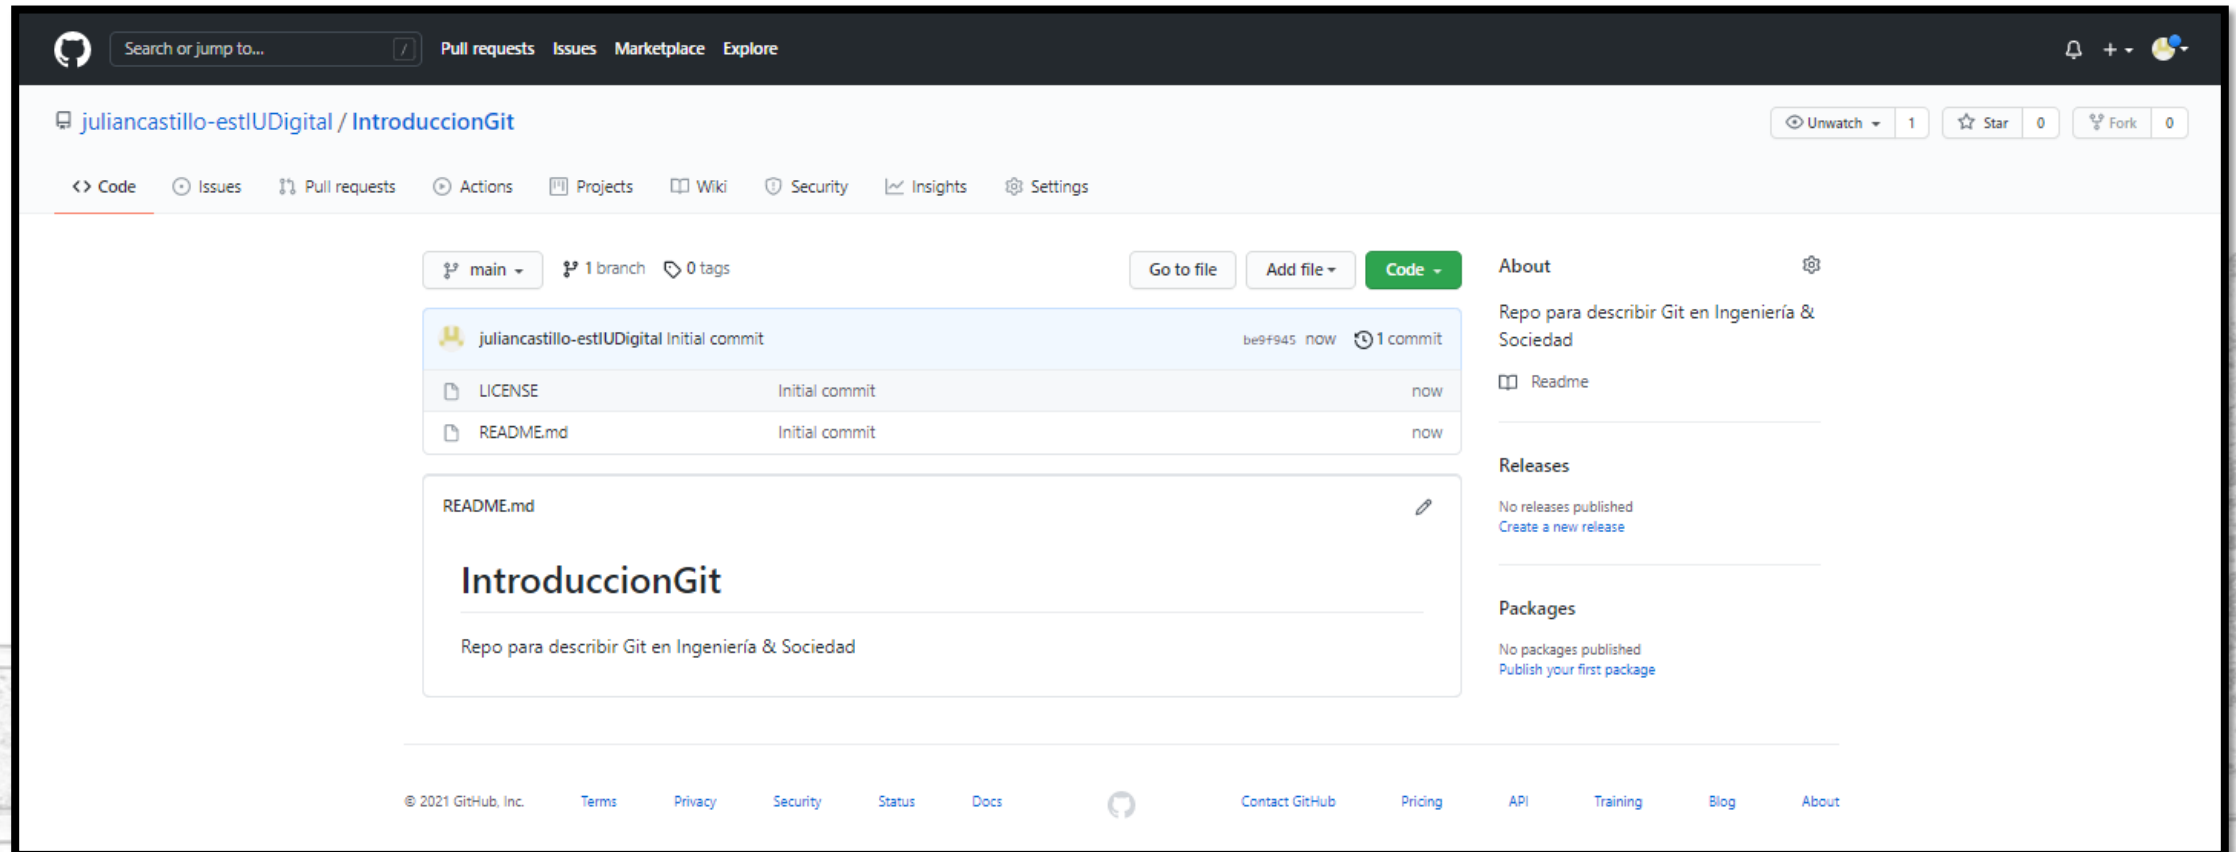 Search or jump to... / Pull requests Issues Marketplace Explore
juliancastillo-estIUDigital / IntroduccionGit Unwatch 1 Star 0 Fork 0
<> Code Issues Pull requests Actions Projects Wiki Security Insights Settings
main 1 branch 0 tags Go to file Add file Code
juliancastillo-estIUDigital Initial commit be9f945 now 1 commit
LICENSE Initial commit now
README.md Initial commit now
README.md
IntroduccionGit
Repo para describir Git en Ingeniería & Sociedad
About
Repo para describir Git en Ingeniería &
Sociedad
Readme
Releases
No releases published
Create a new release
Packages
No packages published
Publish your first package
© 2021 GitHub, Inc. Terms Privacy Security Status Docs Contact GitHub Pricing API Training Blog About